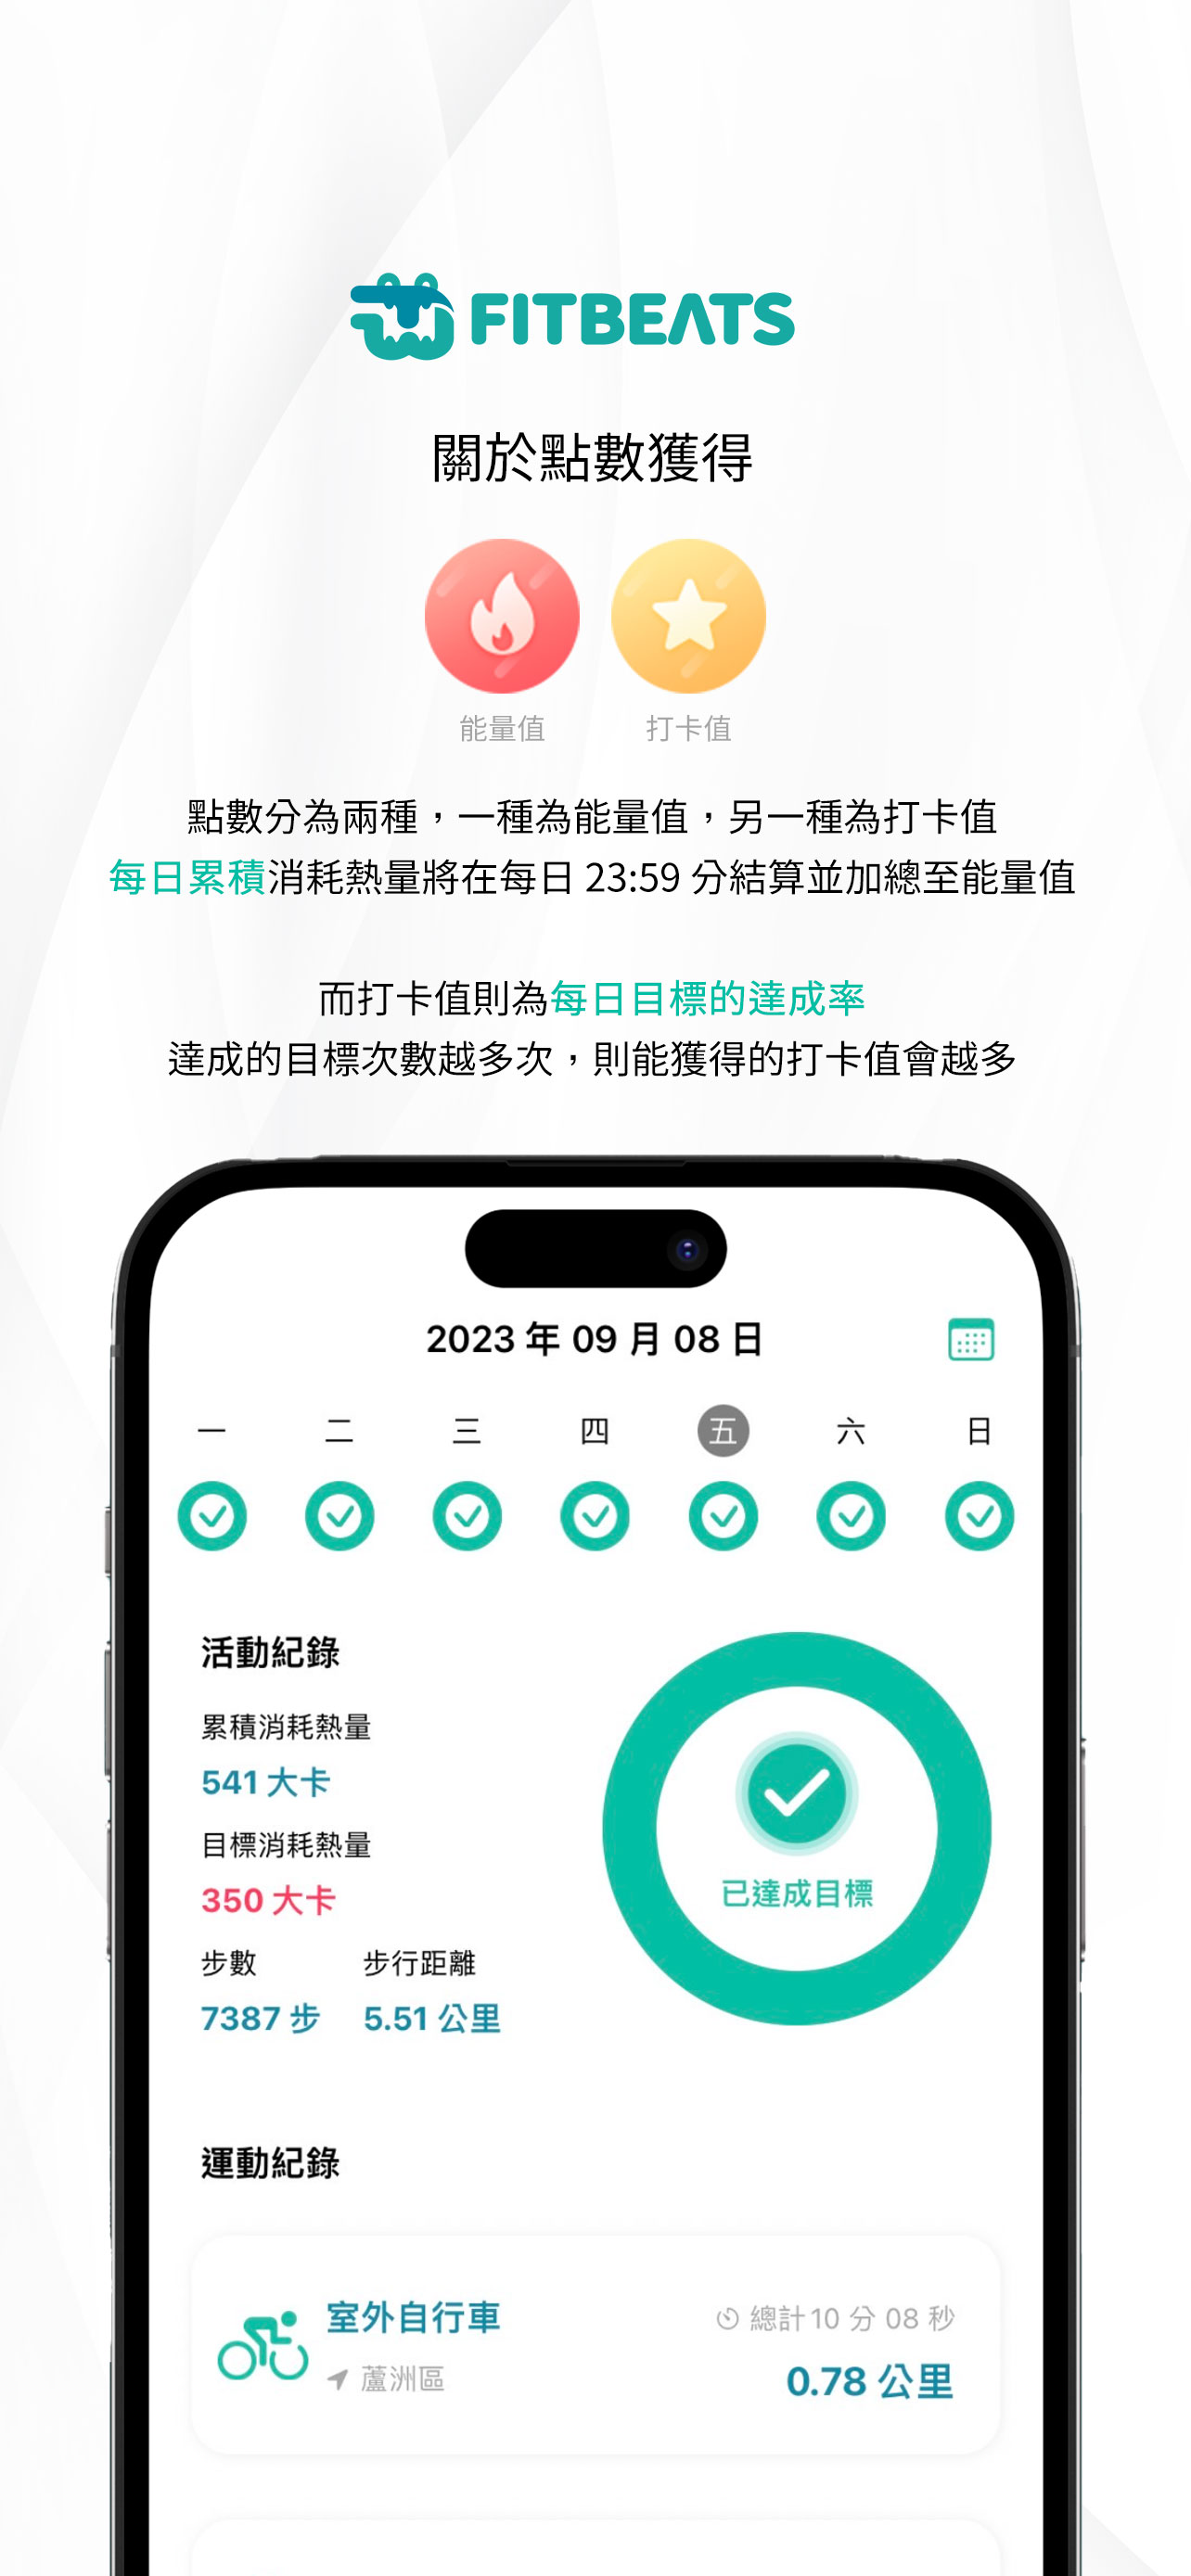 FITBEATS
關於點數獲得
能量值 打卡值
點數分為兩種，一種為能量值，另一種為打卡值
每日累積消耗熱量將在每日 23:59 分結算並加總至能量值
而打卡值則為每日目標的達成率
達成的目標次數越多次，則能獲得的打卡值會越多
2023 年 09 月 08 日
一 二 三 四 五 六 日
活動紀錄
累積消耗熱量
541 大卡
目標消耗熱量
350 大卡
已達成目標
步數 步行距離
7387 步 5.51 公里
運動紀錄
室外自行車 總計10 分 08 秒
蘆洲區 0.78 公里